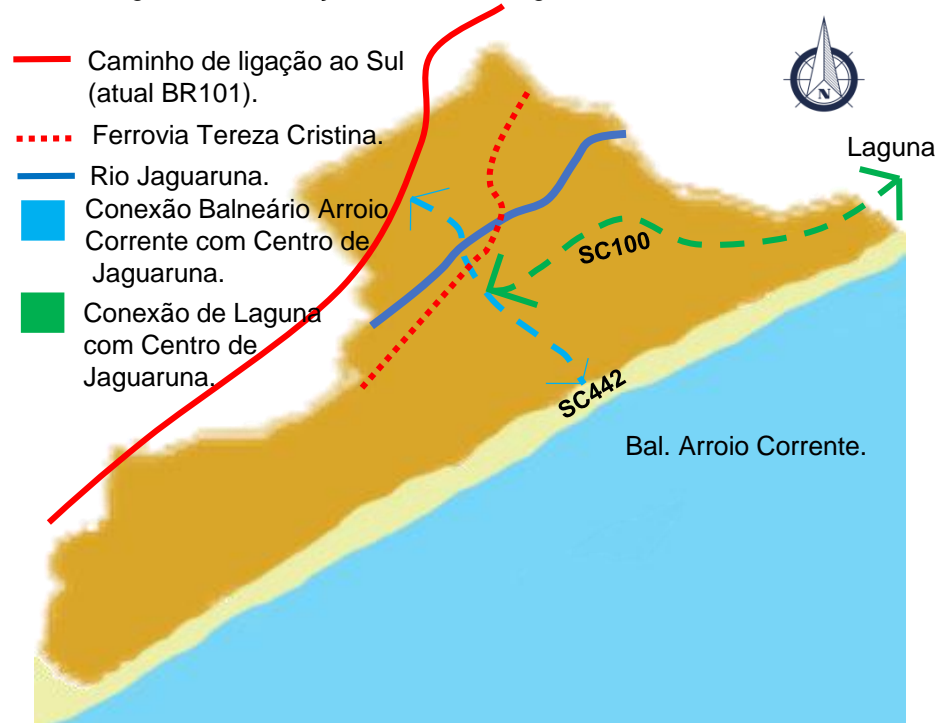 Caminho de ligação ao Sul
(atual BR101).
Ferrovia Tereza Cristina.
Rio Jaguaruna.
Conexão Balneário Arroio
Corrente com Centro de
Jaguaruna.
Conexão de Laguna
com Centro de
Jaguaruna.
N
Laguna
SC100
SC442
Bal. Arroio Corrente.